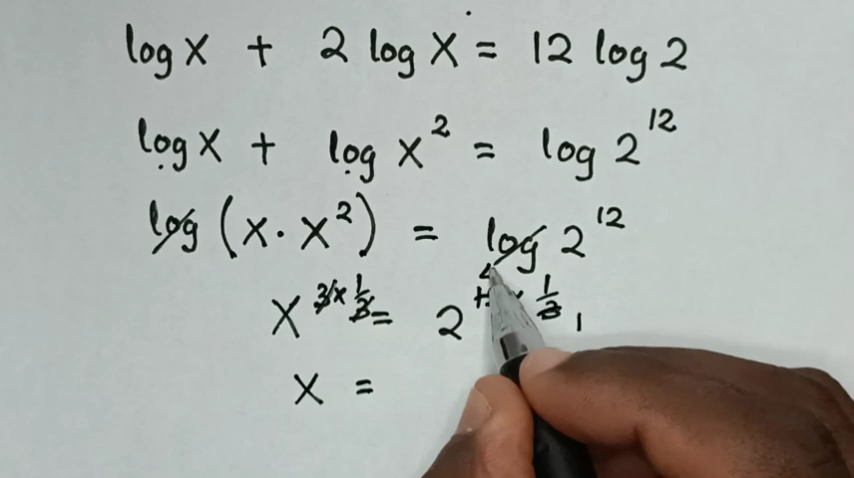 log x + 2 log x = 12 log 2
log x + log x² = log 2¹²
log (x · x²) = log 2¹²
x^(3 × 1/3) = 2^(12 × 1/3)
x =